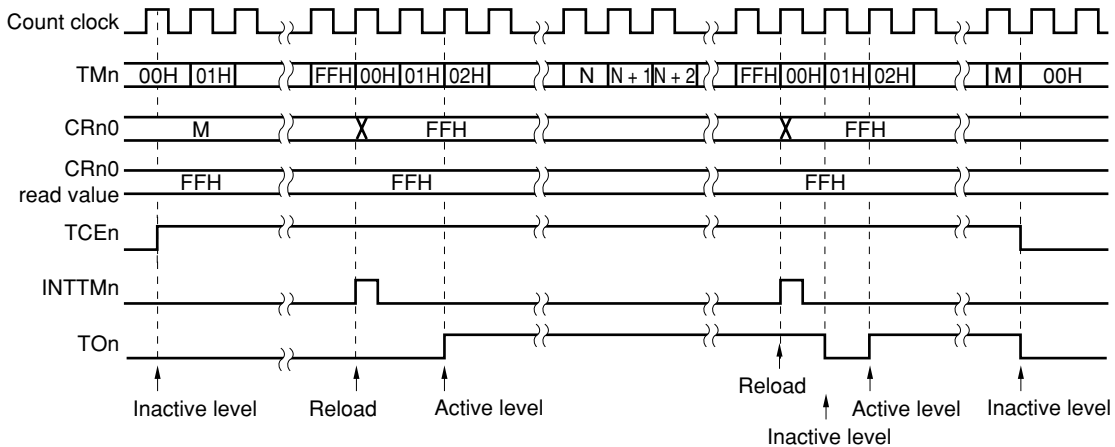 Count clock
TMn 00H 01H FFH 00H 01H 02H N N + 1 N + 2 FFH 00H 01H 02H M 00H
CRn0 M FFH FFH
CRn0
read value FFH FFH FFH
TCEn
INTTMn
TOn
Inactive level Reload Active level Reload Active level Inactive level
Inactive level